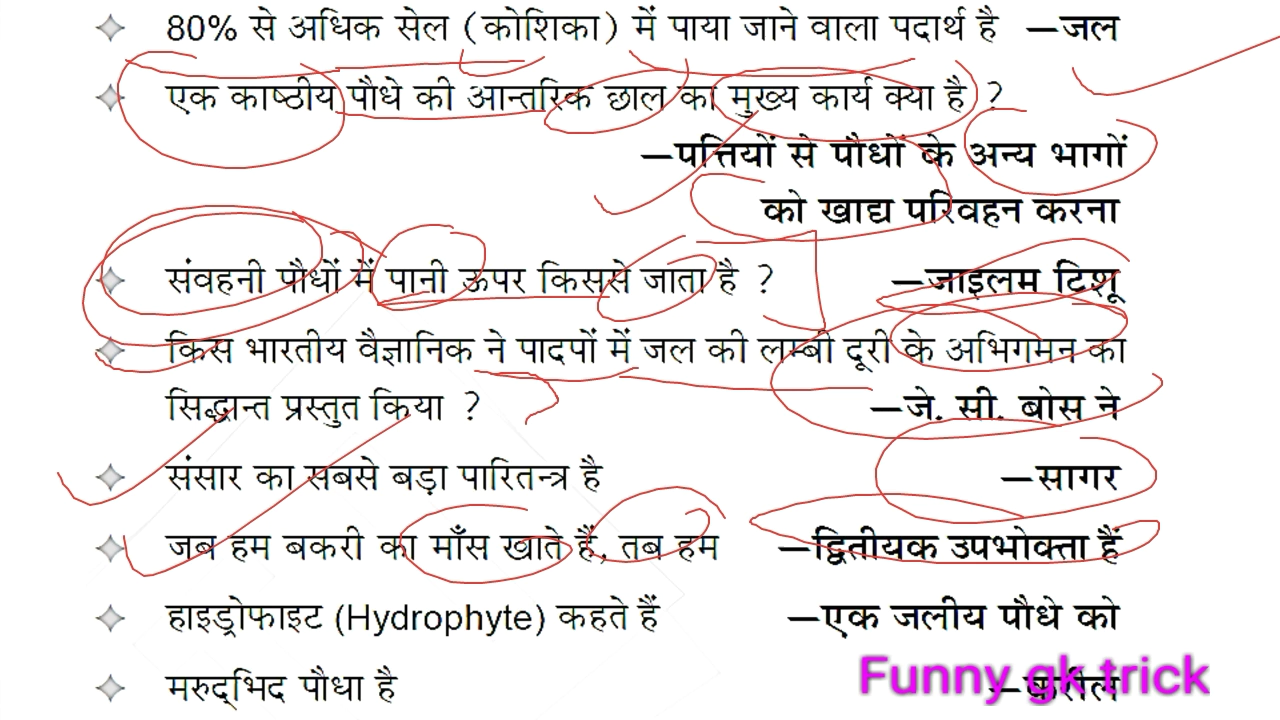 80% से अधिक सेल (कोशिका) में पाया जाने वाला पदार्थ है —जल
एक काष्ठीय पौधे की आन्तरिक छाल का मुख्य कार्य क्या है ?
—पत्तियों से पौधों के अन्य भागों
को खाद्य परिवहन करना
संवहनी पौधों में पानी ऊपर किससे जाता है ? —जाइलम टिशू
किस भारतीय वैज्ञानिक ने पादपों में जल की लम्बी दूरी के अभिगमन का
सिद्धान्त प्रस्तुत किया ? —जे. सी. बोस ने
संसार का सबसे बड़ा पारितन्त्र है —सागर
जब हम बकरी का माँस खाते हैं, तब हम —द्वितीयक उपभोक्ता हैं
हाइड्रोफाइट (Hydrophyte) कहते हैं —एक जलीय पौधे को
मरुद्भिद पौधा है
Funny gk trick